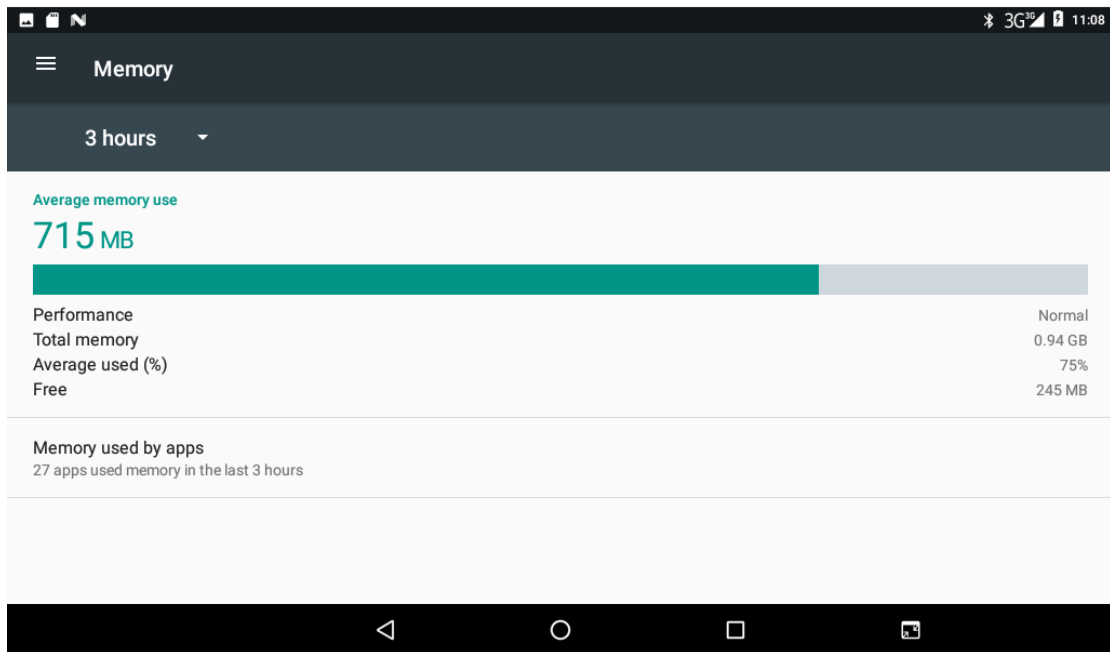 3G 3G 11:08
Memory
3 hours
Average memory use
715 MB
Performance Normal
Total memory 0.94 GB
Average used (%) 75%
Free 245 MB
Memory used by apps
27 apps used memory in the last 3 hours